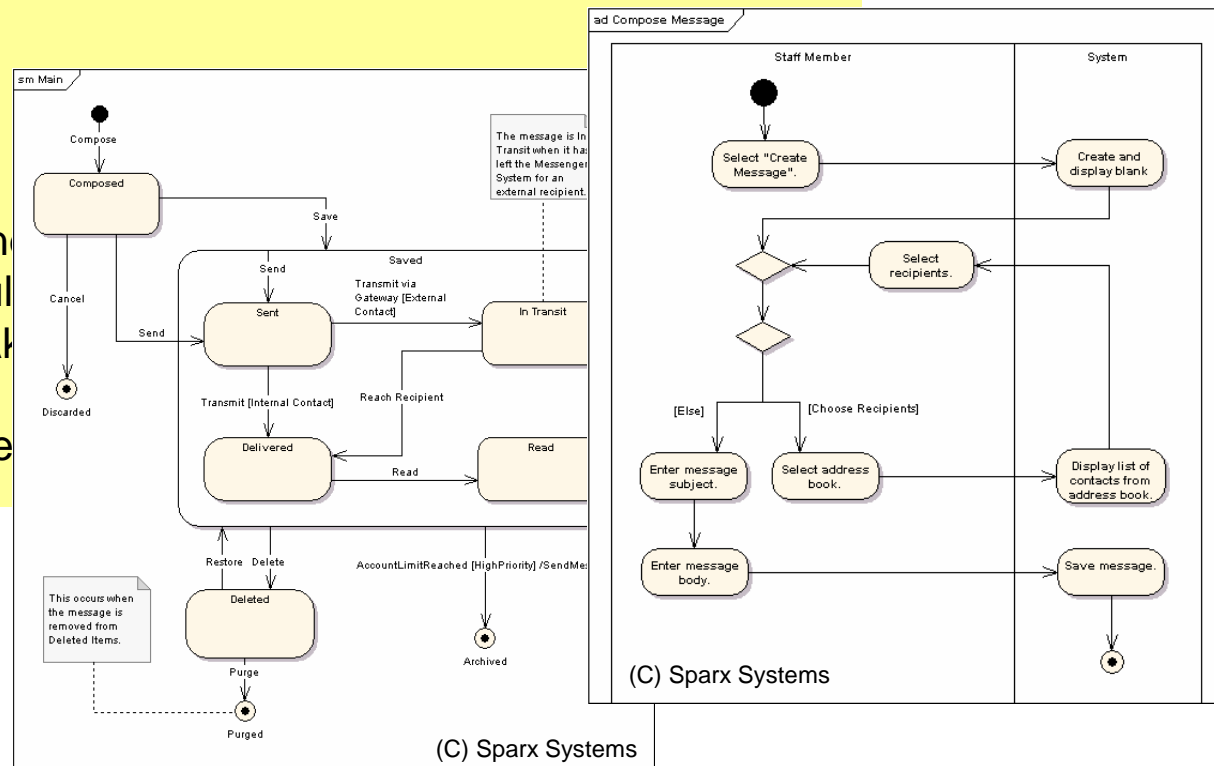 sm Main
Compose
Composed
Save
Cancel
Send
Discarded
The message is In
Transit when it has
left the Messenger
System for an
external recipient.
Saved
Send
Sent
Transmit via
Gateway [External
Contact]
In Transit
Transmit [Internal Contact]
Reach Recipient
Delivered
Read
Read
Restore
Delete
AccountLimitReached [HighPriority] /SendMes
This occurs when
the message is
removed from
Deleted Items.
Deleted
Purge
Purged
Archived
(C) Sparx Systems
ad Compose Message
Staff Member
System
Select "Create
Message".
Create and
display blank
Select
recipients.
[Else]
[Choose Recipients]
Enter message
subject.
Select address
book.
Display list of
contacts from
address book.
Enter message
body.
Save message.
(C) Sparx Systems